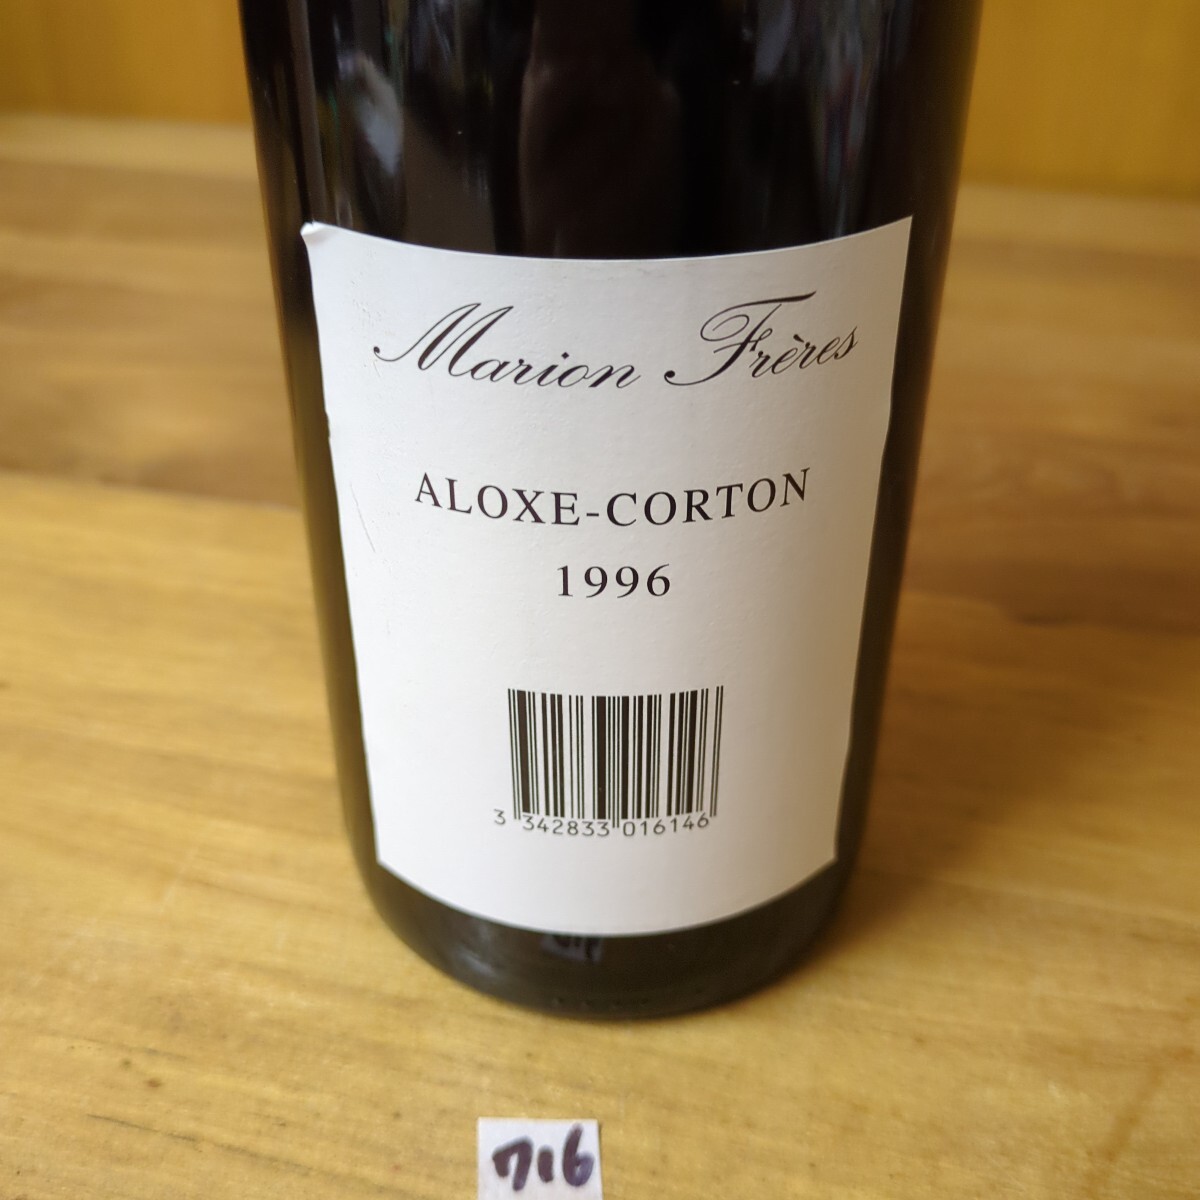 Marion Frères
ALOXE-CORTON
1996
3 342833 016146
716